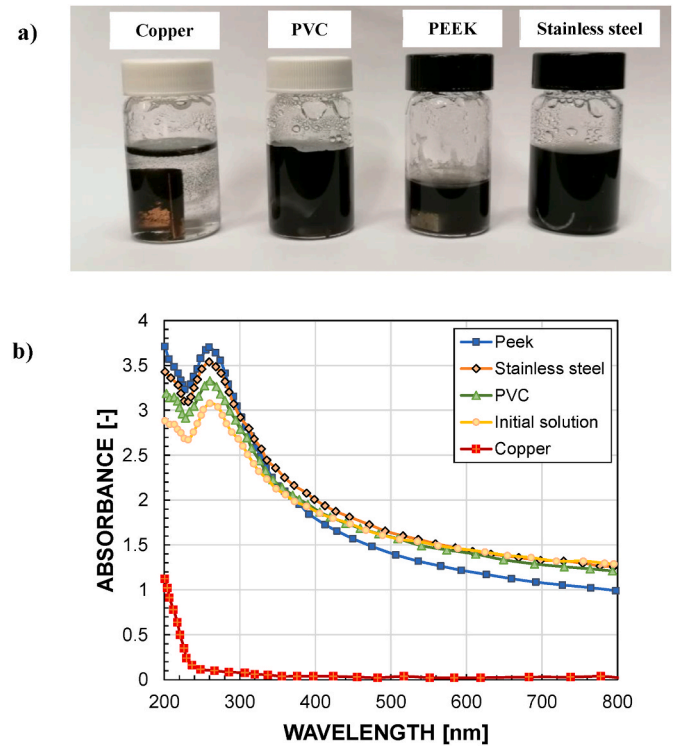 a)
Copper PVC PEEK Stainless steel
b)
4
3.5
3
2.5
2
1.5
1
0.5
0
ABSORBANCE [-]
Peek
Stainless steel
PVC
Initial solution
Copper
200 300 400 500 600 700 800
WAVELENGTH [nm]